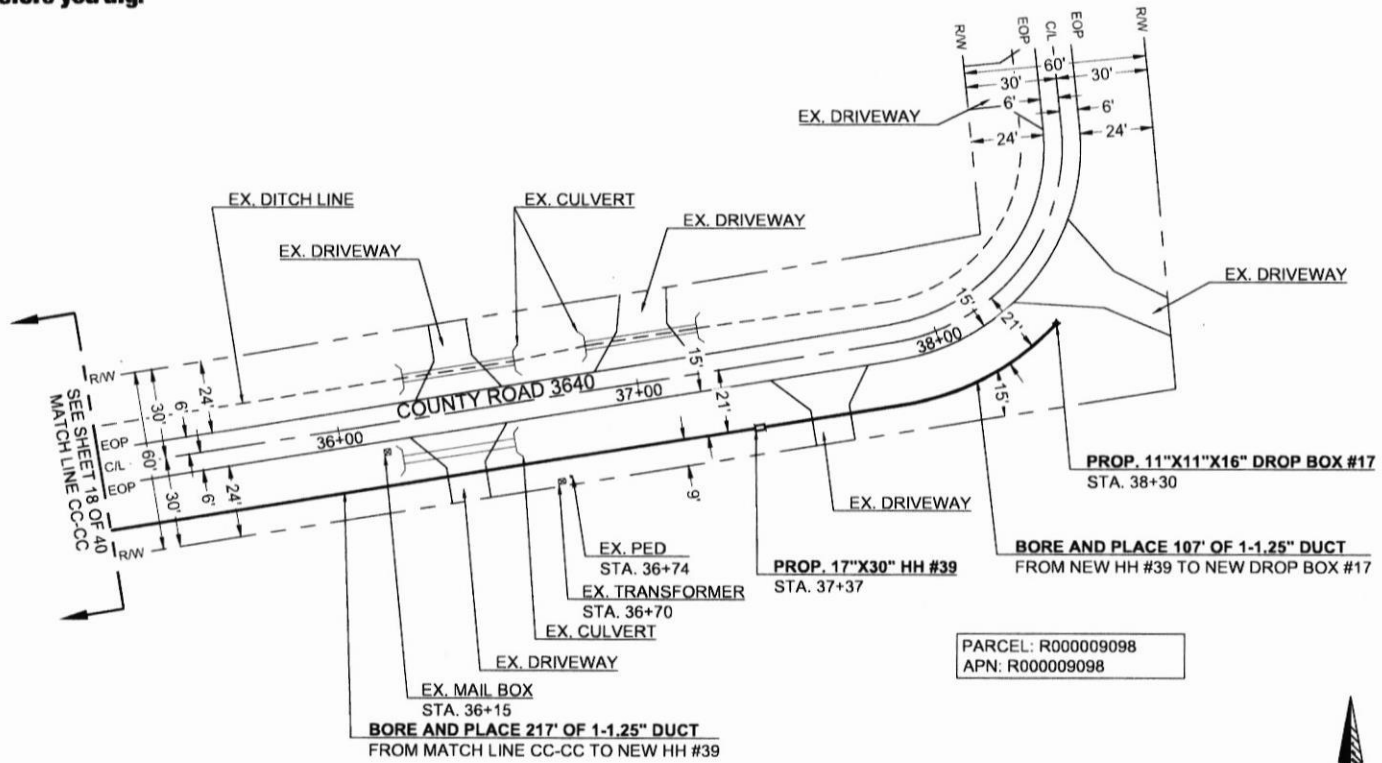 before you dig.
R/W
EOP
C/L
EOP
R/W
60'
30'
30'
6'
6'
24'
24'
EX. DRIVEWAY
EX. DITCH LINE
EX. CULVERT
EX. DRIVEWAY
EX. DRIVEWAY
EX. DRIVEWAY
SEE SHEET 18 OF 40
MATCH LINE CC-CC
R/W
EOP
C/L
EOP
R/W
60'
30'
30'
24'
6'
6'
24'
COUNTY ROAD 3640
36+00
37+00
38+00
15'
21'
15'
21'
15'
9'
PROP. 11"X11"X16" DROP BOX #17
STA. 38+30
EX. DRIVEWAY
BORE AND PLACE 107' OF 1-1.25" DUCT
FROM NEW HH #39 TO NEW DROP BOX #17
EX. PED
STA. 36+74
PROP. 17"X30" HH #39
STA. 37+37
EX. TRANSFORMER
STA. 36+70
EX. CULVERT
EX. DRIVEWAY
PARCEL: R000009098
APN: R000009098
EX. MAIL BOX
STA. 36+15
BORE AND PLACE 217' OF 1-1.25" DUCT
FROM MATCH LINE CC-CC TO NEW HH #39